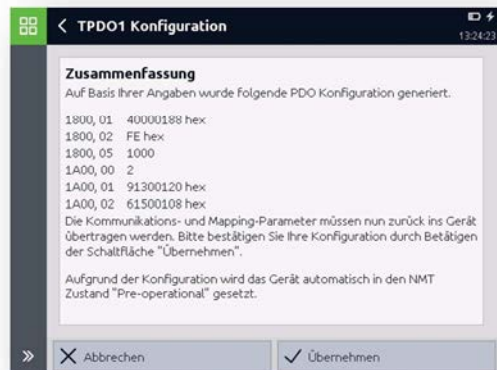 TPDO1 Konfiguration
13:24:23
Zusammenfassung
Auf Basis Ihrer Angaben wurde folgende PDO Konfiguration generiert.
1800, 01 40000188 hex
1800, 02 FE hex
1800, 05 1000
1A00, 00 2
1A00, 01 91300120 hex
1A00, 02 61500108 hex
Die Kommunikations- und Mapping-Parameter müssen nun zurück ins Gerät
übertragen werden. Bitte bestätigen Sie Ihre Konfiguration durch Betätigen
der Schaltfläche "Übernehmen".
Aufgrund der Konfiguration wird das Gerät automatisch in den NMT
Zustand "Pre-operational" gesetzt.
Abbrechen
Übernehmen